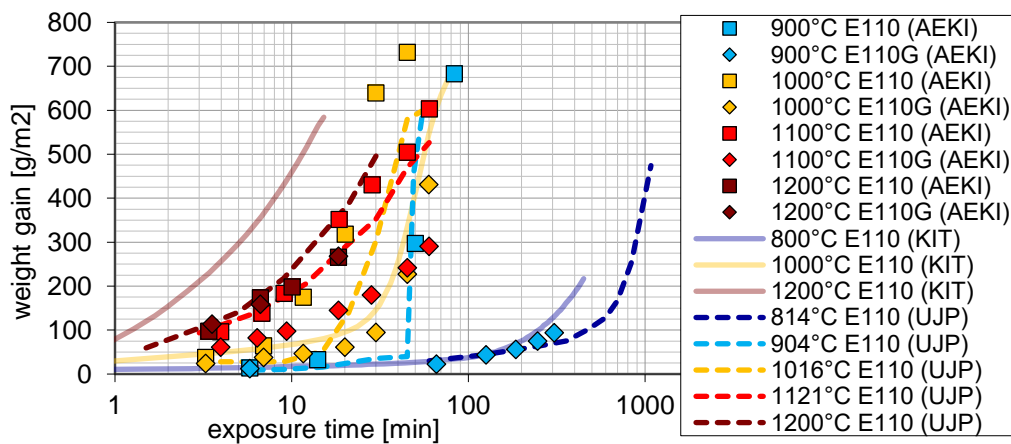 800
700
600
500
400
300
200
100
0
weight gain [g/m2]
1
10
100
1000
exposure time [min]
900°C E110 (AEKI)
900°C E110G (AEKI)
1000°C E110 (AEKI)
1000°C E110G (AEKI)
1100°C E110 (AEKI)
1100°C E110G (AEKI)
1200°C E110 (AEKI)
1200°C E110G (AEKI)
800°C E110 (KIT)
1000°C E110 (KIT)
1200°C E110 (KIT)
814°C E110 (UJP)
904°C E110 (UJP)
1016°C E110 (UJP)
1121°C E110 (UJP)
1200°C E110 (UJP)